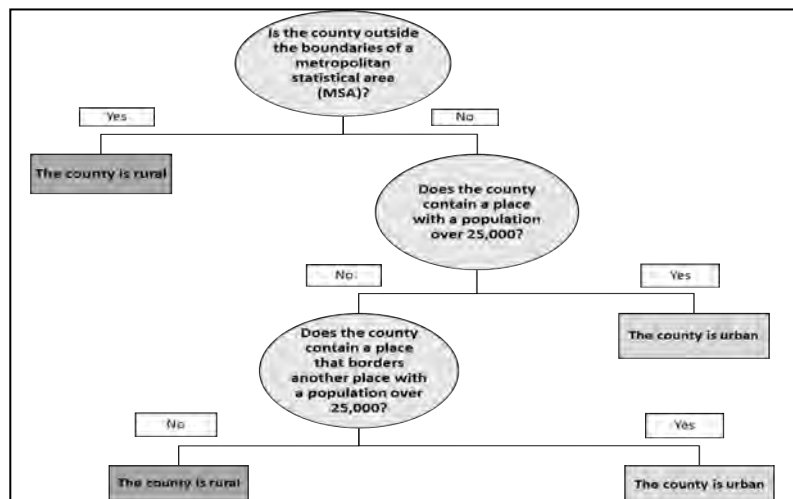 Is the county outside
the boundaries of a
metropolitan
statistical area
(MSA)?
Yes
No
The county is rural
Does the county
contain a place
with a population
over 25,000?
No
Yes
Does the county
contain a place
that borders
another place with
a population over
25,000?
The county is urban
No
Yes
The county is rural
The county is urban